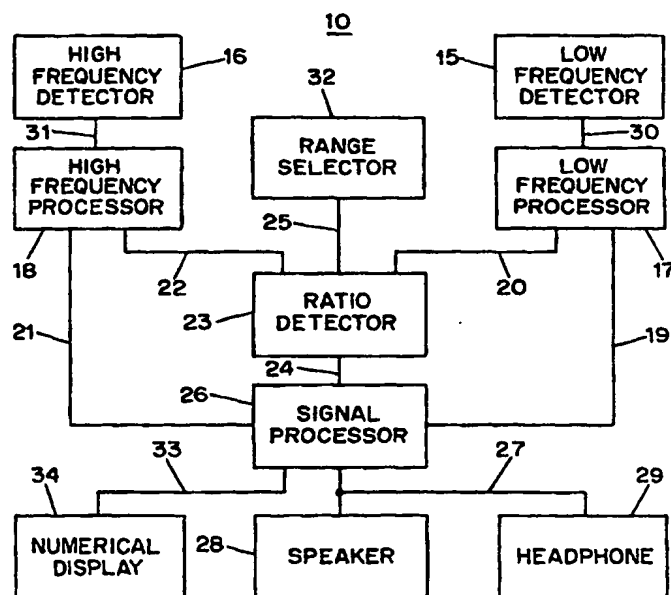 10
HIGH
FREQUENCY
DETECTOR
16
15
LOW
FREQUENCY
DETECTOR
32
31
30
RANGE
SELECTOR
HIGH
FREQUENCY
PROCESSOR
LOW
FREQUENCY
PROCESSOR
25
18
22
20
17
RATIO
DETECTOR
23
21
19
24
26
SIGNAL
PROCESSOR
33
27
34
29
NUMERICAL
DISPLAY
28
SPEAKER
HEADPHONE